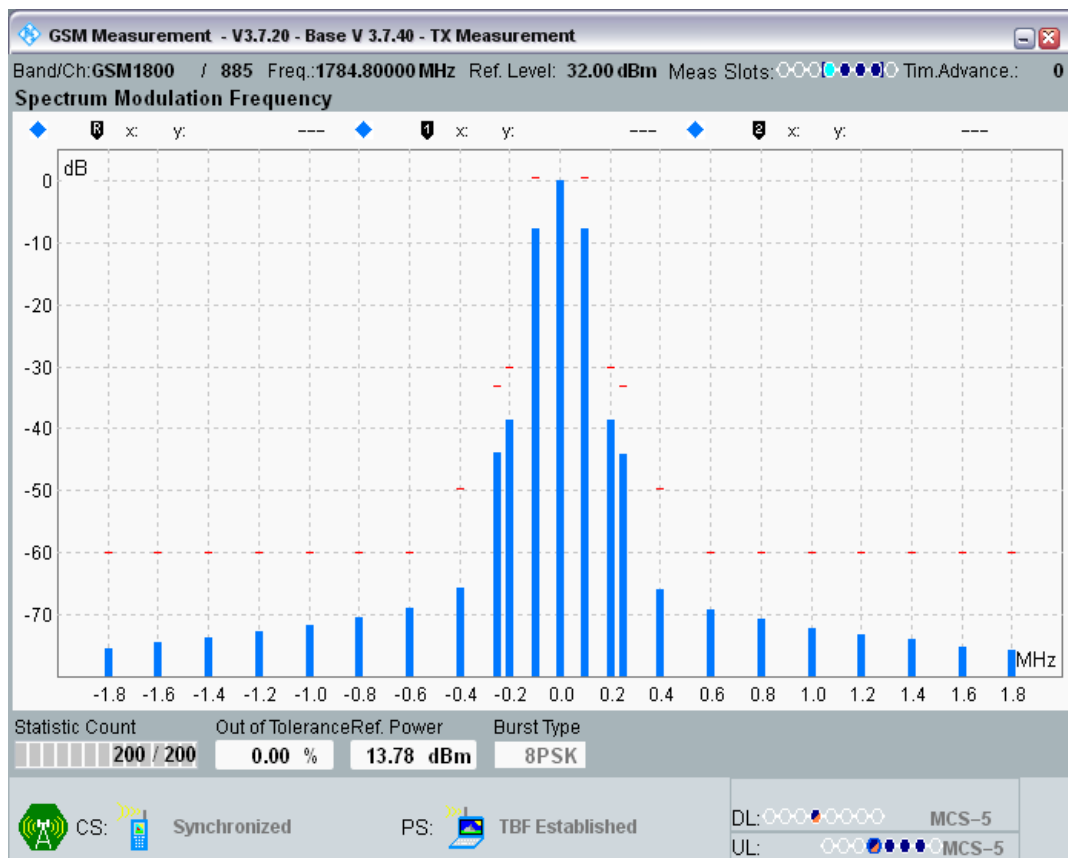 GSM Measurement - V3.7.20 - Base V 3.7.40 - TX Measurement
Band/Ch:GSM1800 / 885 Freq.:1784.80000 MHz Ref. Level: 32.00 dBm Meas Slots: Tim.Advance.: 0
Spectrum Modulation Frequency
R x: y: --- 1 x: y: --- 2 x: y: ---
dB
0
-10
-20
-30
-40
-50
-60
-70
MHz
-1.8 -1.6 -1.4 -1.2 -1.0 -0.8 -0.6 -0.4 -0.2 0.0 0.2 0.4 0.6 0.8 1.0 1.2 1.4 1.6 1.8
Statistic Count Out of Tolerance Ref. Power Burst Type
200 / 200 0.00 % 13.78 dBm 8PSK
CS: Synchronized PS: TBF Established
DL: MCS-5
UL: MCS-5